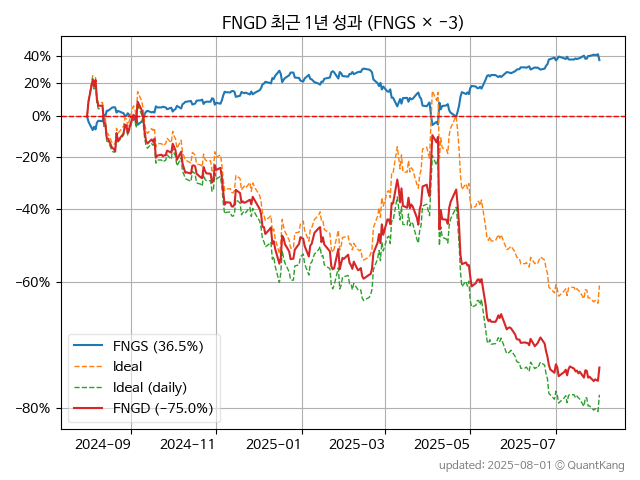 FNGD 최근 1년 성과 (FNGS × −3)
40%
20%
0%
−20%
−40%
−60%
−80%
FNGS (36.5%)
Ideal
Ideal (daily)
FNGD (−75.0%)
2024−09
2024−11
2025−01
2025−03
2025−05
2025−07
updated: 2025-08-01 © QuantKang